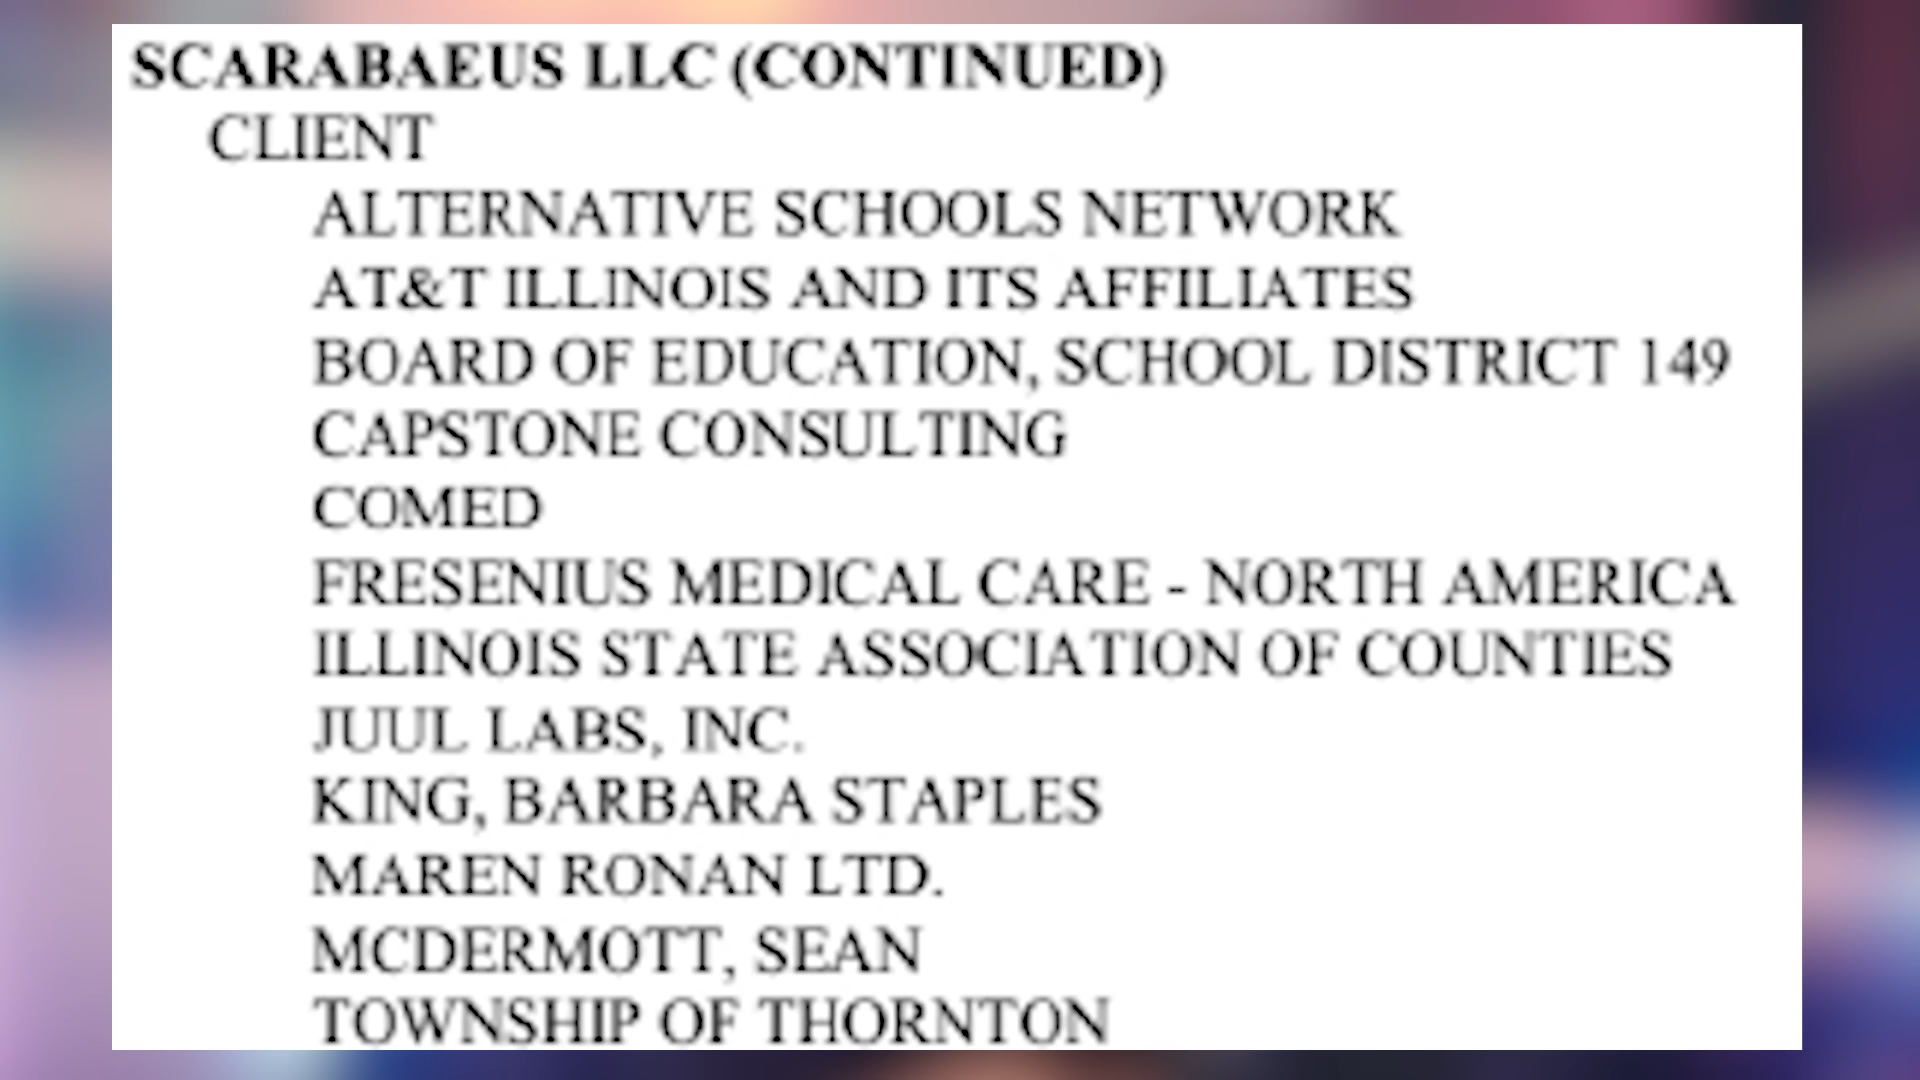 SCARABAEUS LLC (CONTINUED)
CLIENT
ALTERNATIVE SCHOOLS NETWORK
AT&T ILLINOIS AND ITS AFFILIATES
BOARD OF EDUCATION, SCHOOL DISTRICT 149
CAPSTONE CONSULTING
COMED
FRESENIUS MEDICAL CARE - NORTH AMERICA
ILLINOIS STATE ASSOCIATION OF COUNTIES
JUUL LABS, INC.
KING, BARBARA STAPLES
MAREN RONAN LTD.
MCDERMOTT, SEAN
TOWNSHIP OF THORNTON